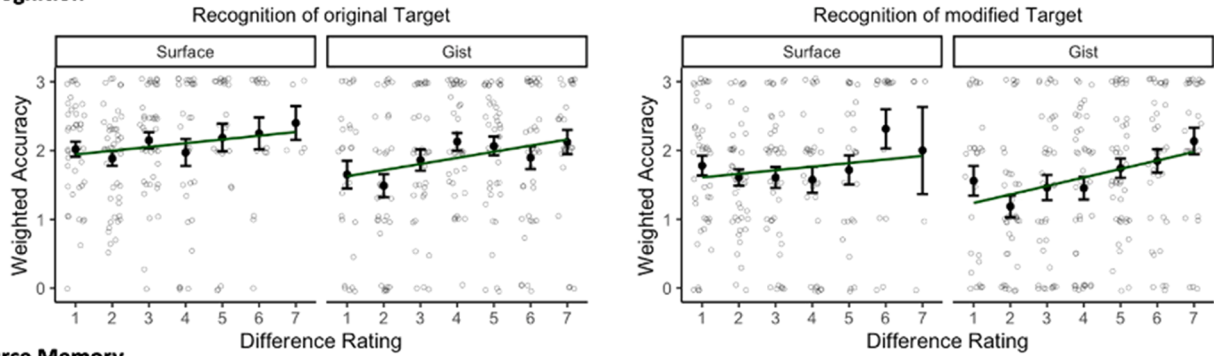 Recognition of original Target
Surface
Gist
Weighted Accuracy
3
2
1
0
1 2 3 4 5 6 7
1 2 3 4 5 6 7
Difference Rating
Recognition of modified Target
Surface
Gist
Weighted Accuracy
3
2
1
0
1 2 3 4 5 6 7
1 2 3 4 5 6 7
Difference Rating
Memory